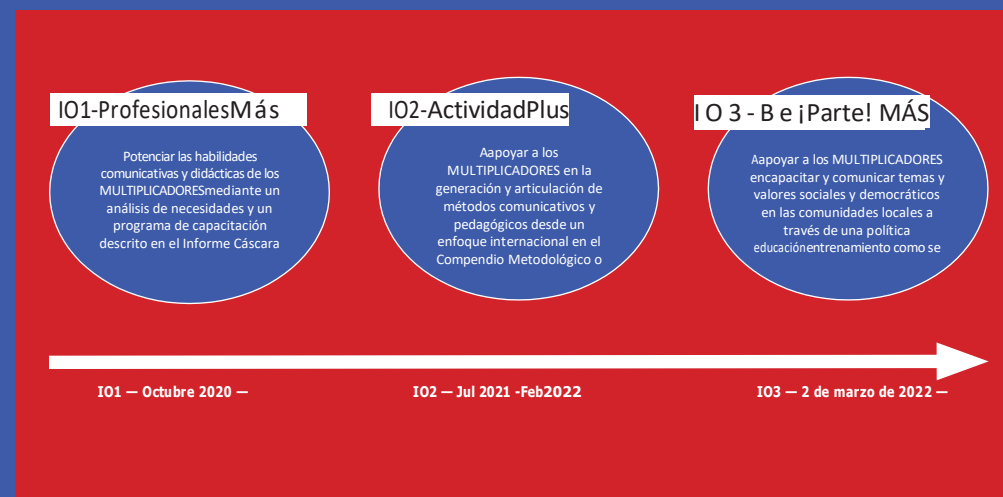 IO1-ProfesionalesMás
Potenciar las habilidades
comunicativas y didácticas de los
MULTIPLICADORESmediante un
análisis de necesidades y un
programa de capacitación
descrito en el Informe Cáscara
IO2-ActividadPlus
Aapoyar a los
MULTIPLICADORES en la
generación y articulación de
métodos comunicativos y
pedagógicos desde un
enfoque internacional en el
Compendio Metodológico o
IO3-Be¡Parte! MÁS
Aapoyar a los MULTIPLICADORES
encapacitar y comunicar temas y
valores sociales y democráticos
en las comunidades locales a
través de una política
educaciónentrenamiento como se
IO1 — Octubre 2020 —
IO2 — Jul 2021 -Feb2022
IO3 — 2 de marzo de 2022 —